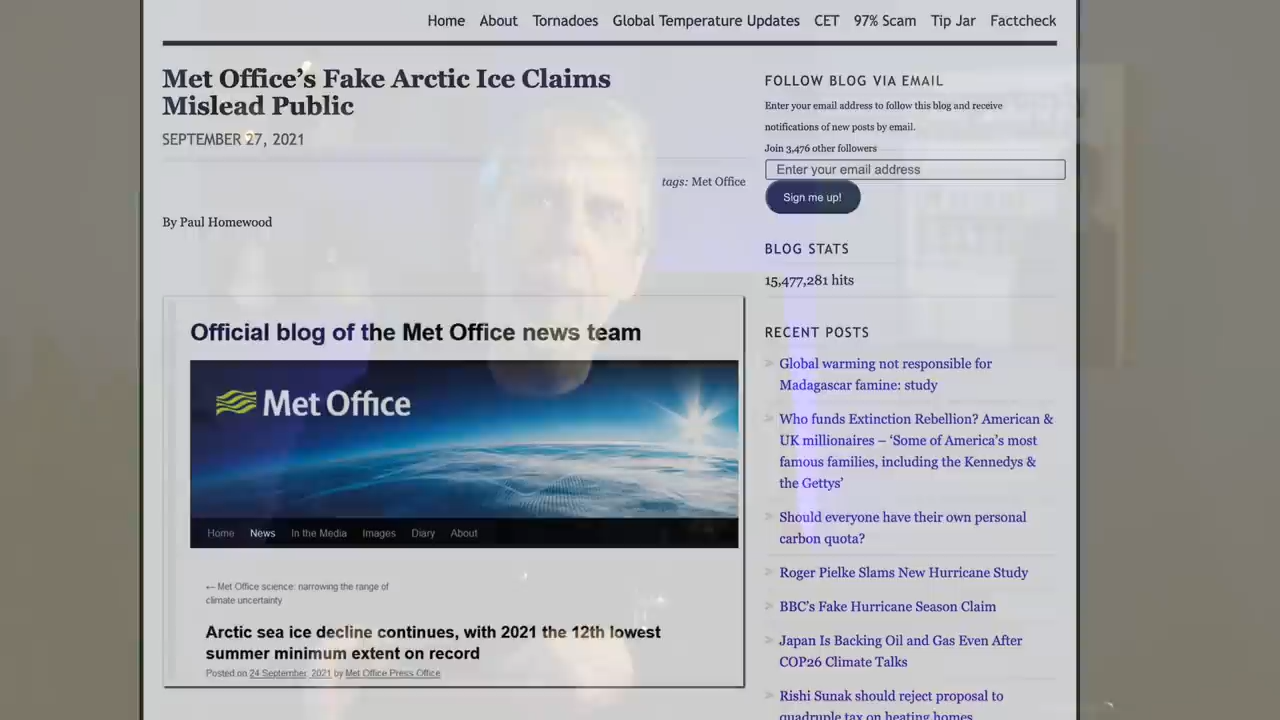 Home About Tornadoes Global Temperature Updates CET 97% Scam Tip Jar Factcheck
Met Office’s Fake Arctic Ice Claims
Mislead Public
SEPTEMBER 27, 2021
tags: Met Office
By Paul Homewood
Official blog of the Met Office news team
Met Office
Home News In the Media Images Diary About
← Met Office science: narrowing the range of
climate uncertainty
Arctic sea ice decline continues, with 2021 the 12th lowest
summer minimum extent on record
Posted on 24 September, 2021 by Met Office Press Office
FOLLOW BLOG VIA EMAIL
Enter your email address to follow this blog and receive
notifications of new posts by email.
Join 3,476 other followers
Enter your email address
Sign me up!
BLOG STATS
15,477,281 hits
RECENT POSTS
Global warming not responsible for
Madagascar famine: study
Who funds Extinction Rebellion? American &
UK millionaires – ‘Some of America’s most
famous families, including the Kennedys &
the Gettys’
Should everyone have their own personal
carbon quota?
Roger Pielke Slams New Hurricane Study
BBC’s Fake Hurricane Season Claim
Japan Is Backing Oil and Gas Even After
COP26 Climate Talks
Rishi Sunak should reject proposal to
quadruple tax on heating homes